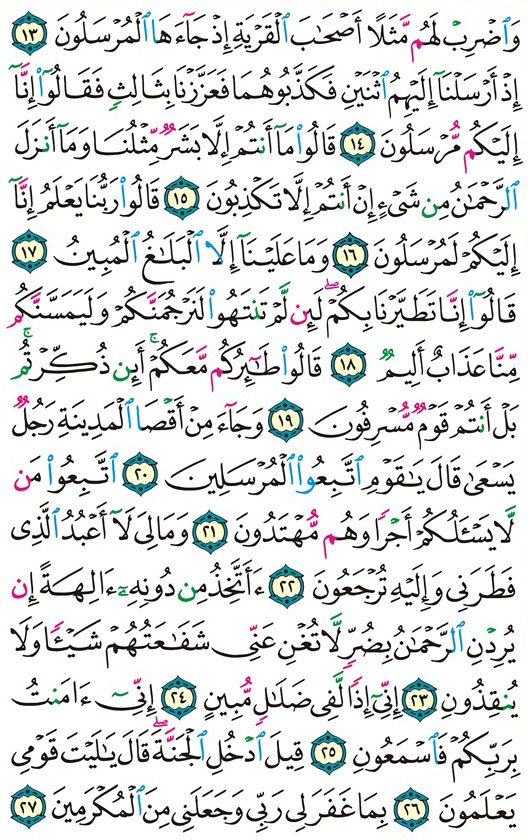 وَٱضۡرِبۡ لَهُم مَّثَلًا أَصۡحَٰبَ ٱلۡقَرۡيَةِ إِذۡ جَآءَهَا ٱلۡمُرۡسَلُونَ ١٣
إِذۡ أَرۡسَلۡنَآ إِلَيۡهِمُ ٱثۡنَيۡنِ فَكَذَّبُوهُمَا فَعَزَّزۡنَا بِثَالِثٖ فَقَالُوٓاْ إِنَّآ
إِلَيۡكُم مُّرۡسَلُونَ ١٤ قَالُواْ مَآ أَنتُمۡ إِلَّا بَشَرٞ مِّثۡلُنَا وَمَآ أَنزَلَ
ٱلرَّحۡمَٰنُ مِن شَيۡءٍ إِنۡ أَنتُمۡ إِلَّا تَكۡذِبُونَ ١٥ قَالُواْ رَبُّنَا يَعۡلَمُ إِنَّآ
إِلَيۡكُمۡ لَمُرۡسَلُونَ ١٦ وَمَا عَلَيۡنَآ إِلَّا ٱلۡبَلَٰغُ ٱلۡمُبِينُ ١٧
قَالُوٓاْ إِنَّا تَطَيَّرۡنَا بِكُمۡۖ لَئِن لَّمۡ تَنتَهُواْ لَنَرۡجُمَنَّكُمۡ وَلَيَمَسَّنَّكُم
مِّنَّا عَذَابٌ أَلِيمٞ ١٨ قَالُواْ طَٰٓئِرُكُم مَّعَكُمۡ أَئِن ذُكِّرۡتُمۚ
بَلۡ أَنتُمۡ قَوۡمٞ مُّسۡرِفُونَ ١٩ وَجَآءَ مِنۡ أَقۡصَا ٱلۡمَدِينَةِ رَجُلٞ
يَسۡعَىٰ قَالَ يَٰقَوۡمِ ٱتَّبِعُواْ ٱلۡمُرۡسَلِينَ ٢٠ ٱتَّبِعُواْ مَن
لَّا يَسۡـَٔلُكُمۡ أَجۡرٗا وَهُم مُّهۡتَدُونَ ٢١ وَمَالِيَ لَآ أَعۡبُدُ ٱلَّذِي
فَطَرَنِي وَإِلَيۡهِ تُرۡجَعُونَ ٢٢ ءَأَتَّخِذُ مِن دُونِهِۦٓ ءَالِهَةً إِن
يُرِدۡنِ ٱلرَّحۡمَٰنُ بِضُرّٖ لَّا تُغۡنِ عَنِّي شَفَٰعَتُهُمۡ شَيۡـٔٗا وَلَا
يُنقِذُونِ ٢٣ إِنِّيٓ إِذٗا لَّفِي ضَلَٰلٖ مُّبِينٍ ٢٤ إِنِّيٓ ءَامَنتُ
بِرَبِّكُمۡ فَٱسۡمَعُونِ ٢٥ قِيلَ ٱدۡخُلِ ٱلۡجَنَّةَۖ قَالَ يَٰلَيۡتَ قَوۡمِي
يَعۡلَمُونَ ٢٦ بِمَا غَفَرَ لِي رَبِّي وَجَعَلَنِي مِنَ ٱلۡمُكۡرَمِينَ ٢٧